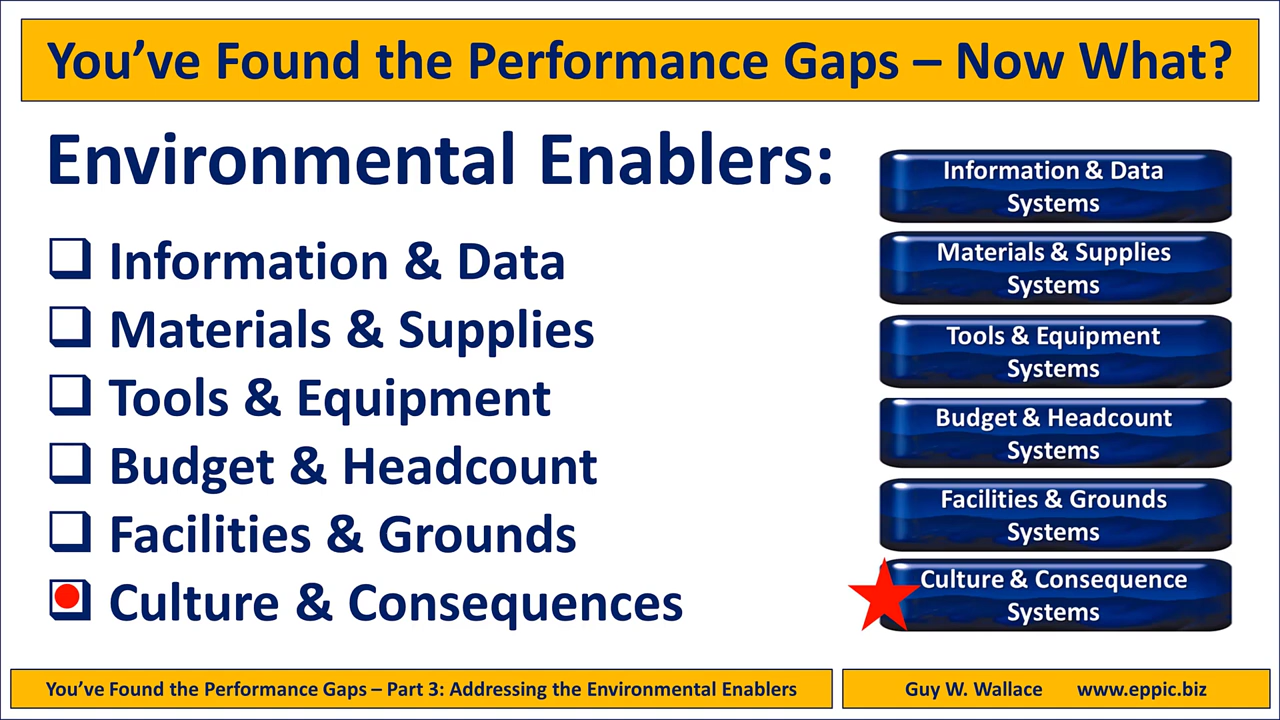 You’ve Found the Performance Gaps – Now What?
Environmental Enablers:
Information & Data
Materials & Supplies
Tools & Equipment
Budget & Headcount
Facilities & Grounds
Culture & Consequences
Information & Data
Systems
Materials & Supplies
Systems
Tools & Equipment
Systems
Budget & Headcount
Systems
Facilities & Grounds
Systems
Culture & Consequence
Systems
You’ve Found the Performance Gaps – Part 3: Addressing the Environmental Enablers
Guy W. Wallace www.eppic.biz